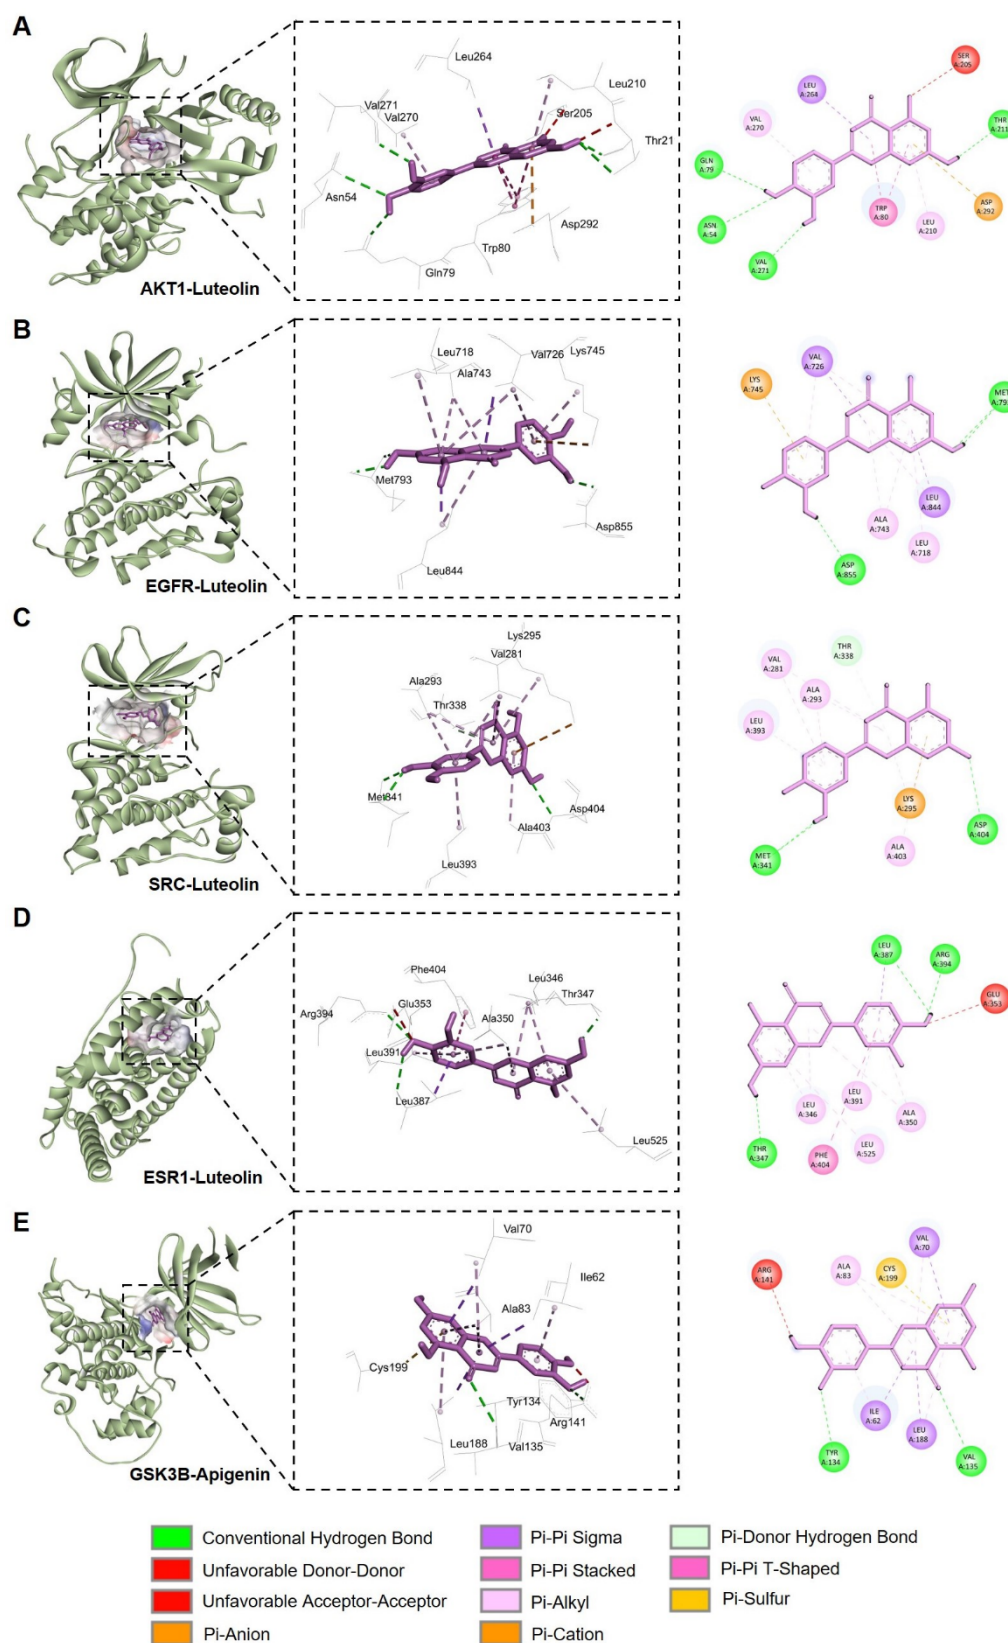 A
Leu264
Leu210
Val271
Val270
Ser205
Thr21
Asn54
Asp292
Trp80
Gln79
AKT1-Luteolin
SER
A:205
LEU
A:264
THR
A:211
VAL
A:270
GLN
A:79
ASP
A:292
TRP
A:80
LEU
A:210
ASN
A:54
VAL
A:271
B
Leu718
Val726
Lys745
Ala743
Met793
Asp855
Leu844
EGFR-Luteolin
VAL
A:726
LYS
A:745
MET
A:793
LEU
A:844
ALA
A:743
LEU
A:718
ASP
A:855
C
Lys295
Val281
Ala293
Thr338
Met341
Asp404
Ala403
Leu393
SRC-Luteolin
THR
A:338
VAL
A:281
ALA
A:293
LEU
A:393
LYS
A:295
ASP
A:404
ALA
A:403
MET
A:341
D
Phe404
Leu346
Glu353
Thr347
Arg394
Ala350
Leu391
Leu387
Leu525
ESR1-Luteolin
LEU
A:387
ARG
A:394
GLU
A:353
LEU
A:391
LEU
A:346
ALA
A:350
THR
A:347
PHE
A:404
LEU
A:525
E
Val70
Ile62
Ala83
Cys199
Tyr134
Arg141
Leu188
Val135
GSK3B-Apigenin
VAL
A:70
ARG
A:141
ALA
A:83
CYS
A:199
ILE
A:62
LEU
A:188
TYR
A:134
VAL
A:135
Conventional Hydrogen Bond
Pi-Pi Sigma
Pi-Donor Hydrogen Bond
Unfavorable Donor-Donor
Pi-Pi Stacked
Pi-Pi T-Shaped
Unfavorable Acceptor-Acceptor
Pi-Alkyl
Pi-Sulfur
Pi-Anion
Pi-Cation